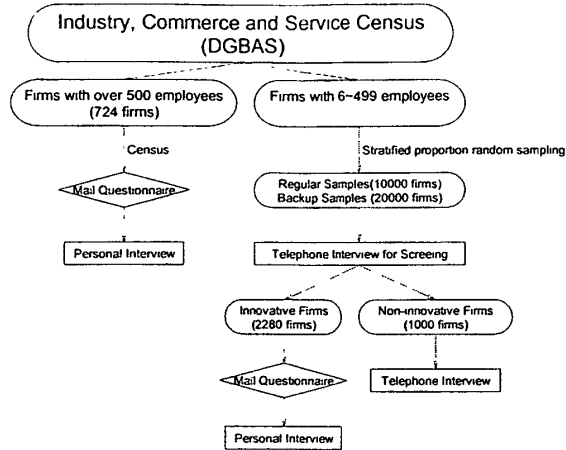 Industry, Commerce and Service Census
(DGBAS)
Firms with over 500 employees
(724 firms)
Firms with 6~499 employees
Census
Stratified proportion random sampling
Mail Questionnaire
Regular Samples(10000 firms)
Backup Samples (20000 firms)
Personal Interview
Telephone Interview for Screeing
Innovative Firms
(2280 firms)
Non-innovative Firms
(1000 firms)
Mail Questionnaire
Telephone Interview
Personal Interview